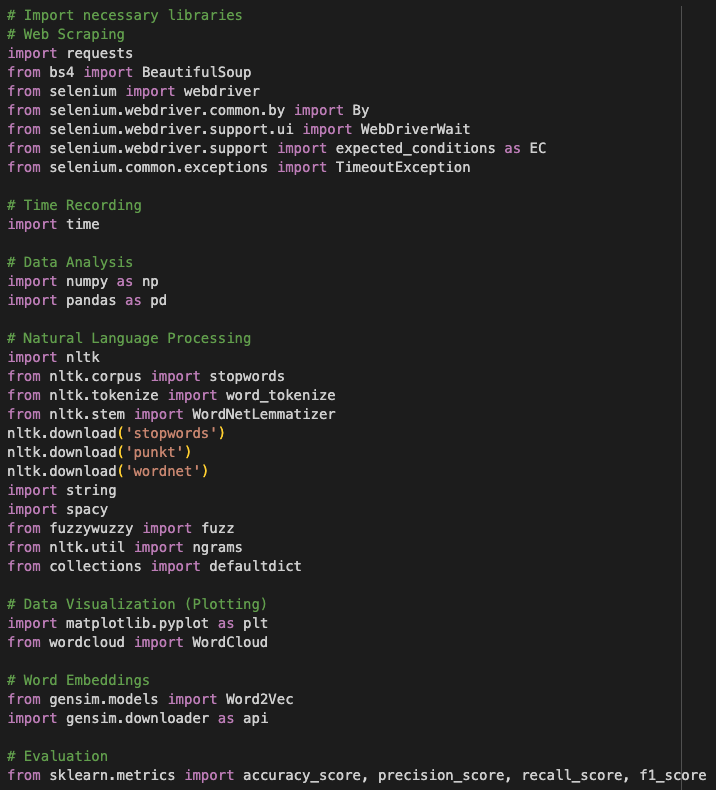 # Import necessary libraries
# Web Scraping
import requests
from bs4 import BeautifulSoup
from selenium import webdriver
from selenium.webdriver.common.by import By
from selenium.webdriver.support.ui import WebDriverWait
from selenium.webdriver.support import expected_conditions as EC
from selenium.common.exceptions import TimeoutException

# Time Recording
import time

# Data Analysis
import numpy as np
import pandas as pd

# Natural Language Processing
import nltk
from nltk.corpus import stopwords
from nltk.tokenize import word_tokenize
from nltk.stem import WordNetLemmatizer
nltk.download('stopwords')
nltk.download('punkt')
nltk.download('wordnet')
import string
import spacy
from fuzzywuzzy import fuzz
from nltk.util import ngrams
from collections import defaultdict

# Data Visualization (Plotting)
import matplotlib.pyplot as plt
from wordcloud import WordCloud

# Word Embeddings
from gensim.models import Word2Vec
import gensim.downloader as api

# Evaluation
from sklearn.metrics import accuracy_score, precision_score, recall_score, f1_score